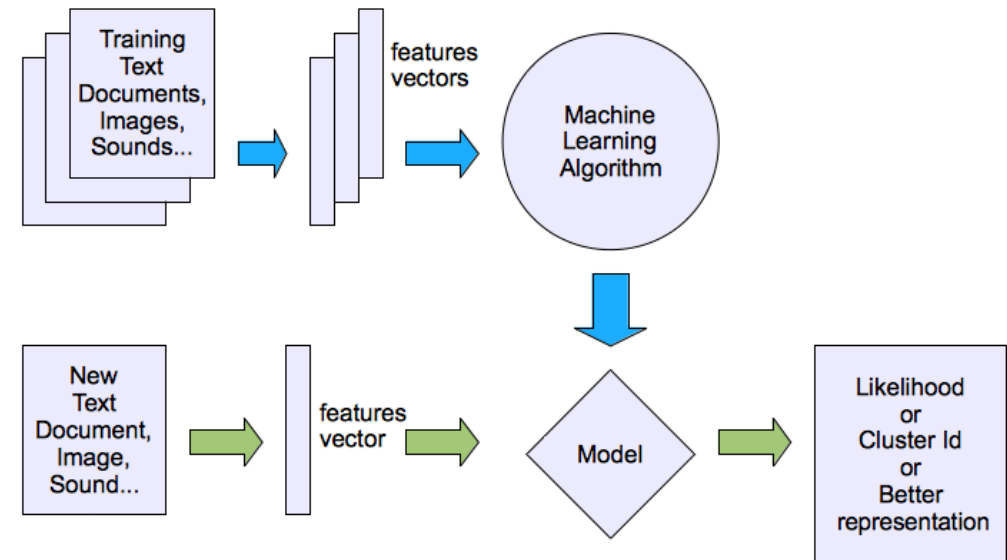 Training
Text
Documents,
Images,
Sounds...
features
vectors
Machine
Learning
Algorithm
New
Text
Document,
Image,
Sound...
features
vector
Model
Likelihood
or
Cluster Id
or
Better
representation